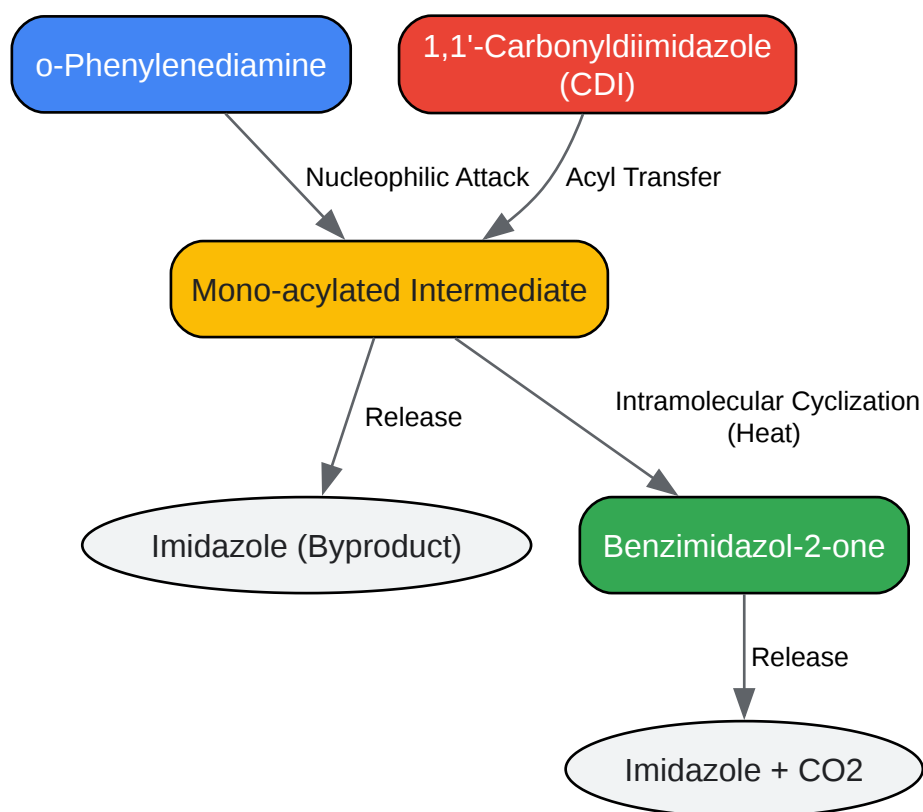 o-Phenylenediamine
1,1'-Carbonyldiimidazole
(CDI)
Nucleophilic Attack
Acyl Transfer
Mono-acylated Intermediate
Release
Intramolecular Cyclization
(Heat)
Imidazole (Byproduct)
Benzimidazol-2-one
Release
Imidazole + CO2